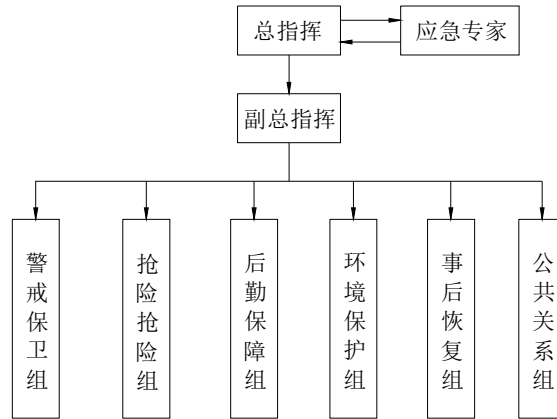 总指挥
应急专家
副总指挥
警戒保卫组
抢险抢险组
后勤保障组
环境保护组
事后恢复组
公共关系组